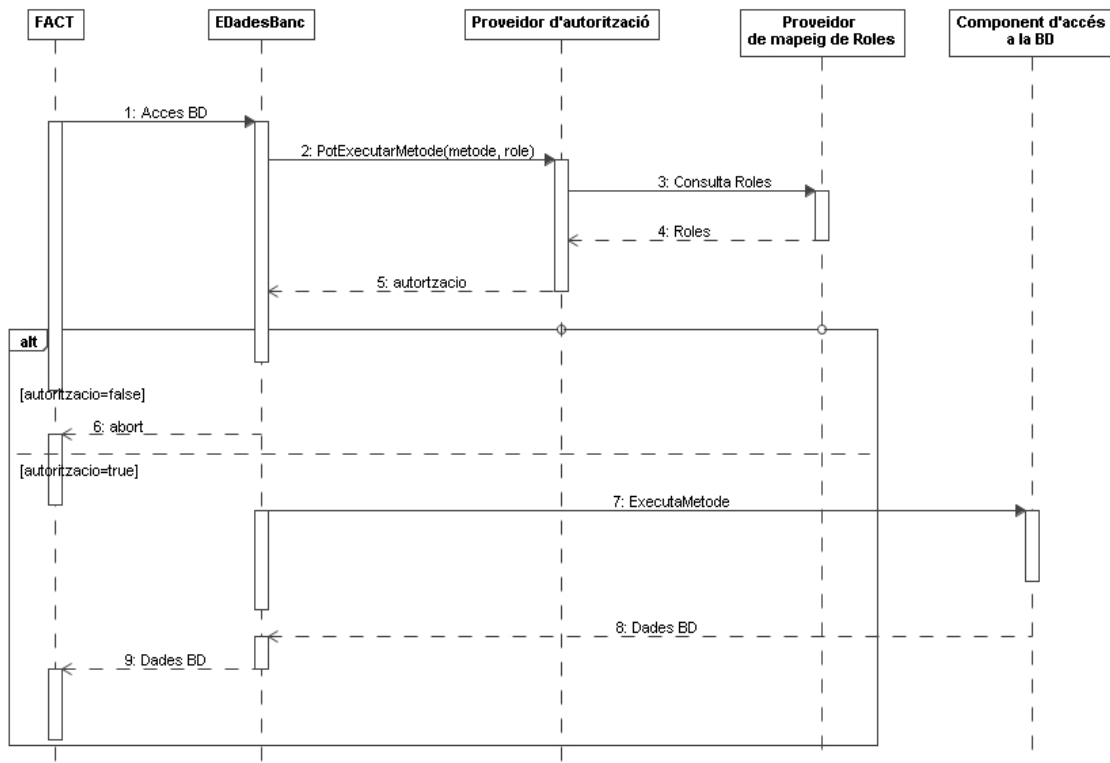 FACT
EDadesBanc
Proveidor d'autorització
Proveidor
de mapeig de Roles
Component d'accés
a la BD
1: Acces BD
2: PotExecutarMetode(metode, role)
3: Consulta Roles
4: Roles
5: autortzacio
alt
[autoritzacio=false]
6: abort
[autoritzacio=true]
7: ExecutaMetode
8: Dades BD
9: Dades BD